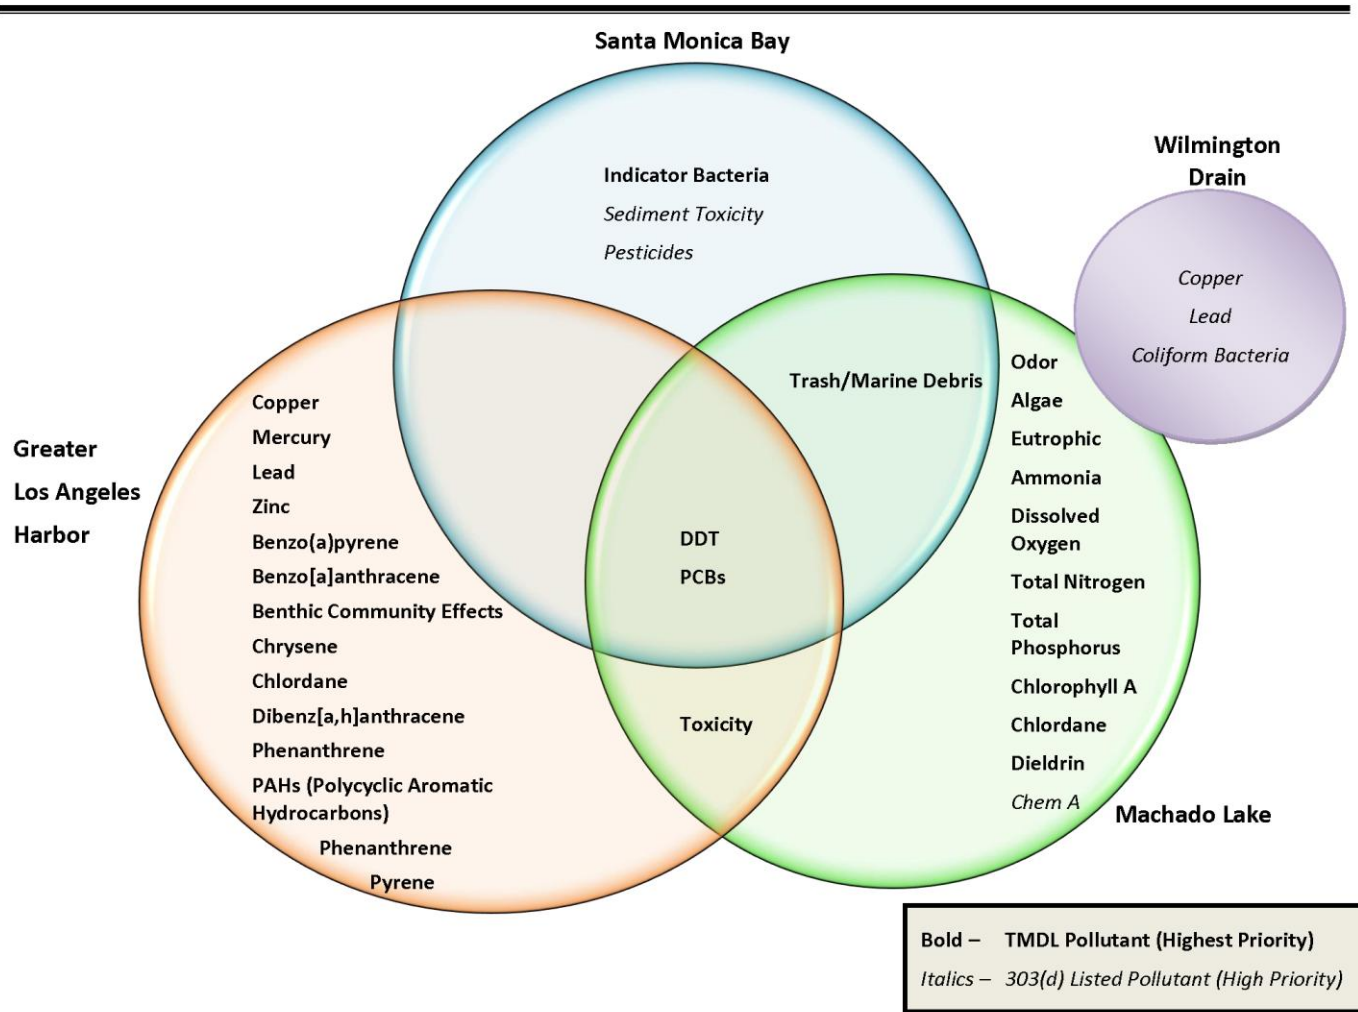 Santa Monica Bay
Indicator Bacteria
Sediment Toxicity
Pesticides
Wilmington
Drain
Copper
Lead
Coliform Bacteria
Trash/Marine Debris
Greater
Los Angeles
Harbor
Copper
Mercury
Lead
Zinc
Benzo(a)pyrene
Benzo[a]anthracene
Benthic Community Effects
Chrysene
Chlordane
Dibenz[a,h]anthracene
Phenanthrene
PAHs (Polycyclic Aromatic
Hydrocarbons)
Phenanthrene
Pyrene
DDT
PCBs
Toxicity
Odor
Algae
Eutrophic
Ammonia
Dissolved
Oxygen
Total Nitrogen
Total
Phosphorus
Chlorophyll A
Chlordane
Dieldrin
Chem A
Machado Lake
Bold – TMDL Pollutant (Highest Priority)
Italics – 303(d) Listed Pollutant (High Priority)